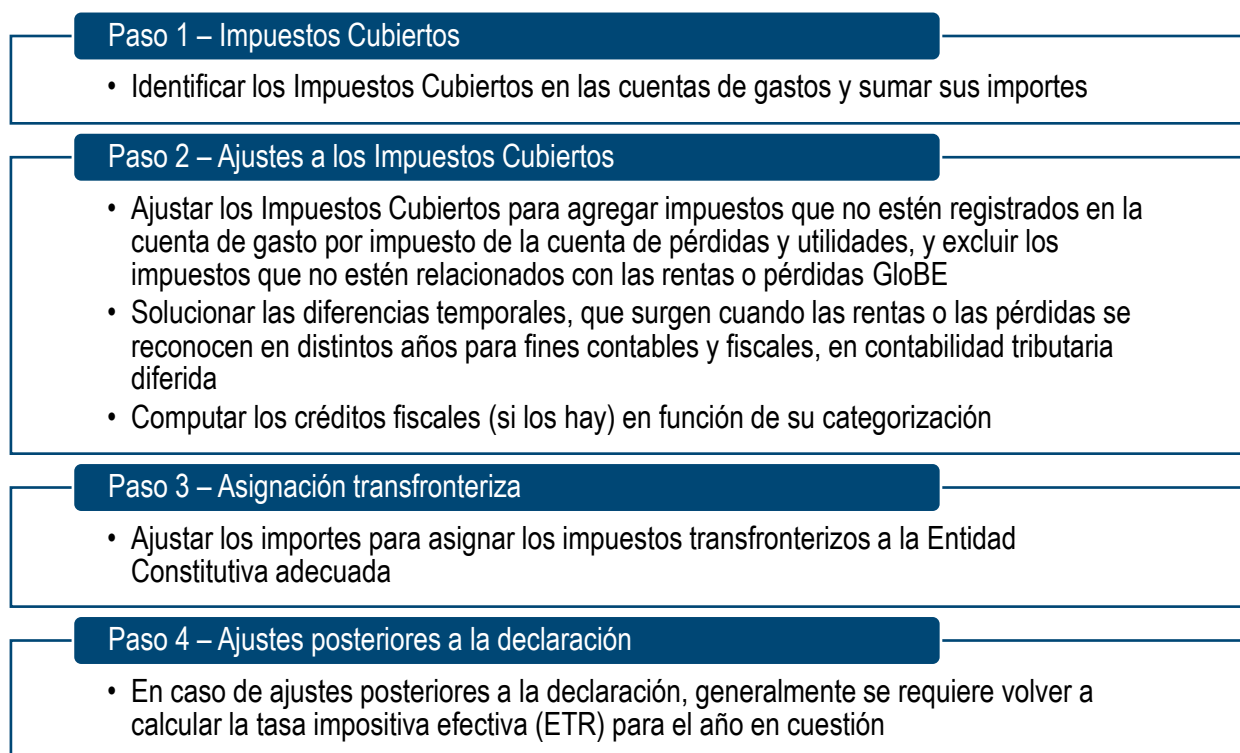 Paso 1 – Impuestos Cubiertos
• Identificar los Impuestos Cubiertos en las cuentas de gastos y sumar sus importes
Paso 2 – Ajustes a los Impuestos Cubiertos
• Ajustar los Impuestos Cubiertos para agregar impuestos que no estén registrados en la
cuenta de gasto por impuesto de la cuenta de pérdidas y utilidades, y excluir los
impuestos que no estén relacionados con las rentas o pérdidas GloBE
• Solucionar las diferencias temporales, que surgen cuando las rentas o las pérdidas se
reconocen en distintos años para fines contables y fiscales, en contabilidad tributaria
diferida
• Computar los créditos fiscales (si los hay) en función de su categorización
Paso 3 – Asignación transfronteriza
• Ajustar los importes para asignar los impuestos transfronterizos a la Entidad
Constitutiva adecuada
Paso 4 – Ajustes posteriores a la declaración
• En caso de ajustes posteriores a la declaración, generalmente se requiere volver a
calcular la tasa impositiva efectiva (ETR) para el año en cuestión